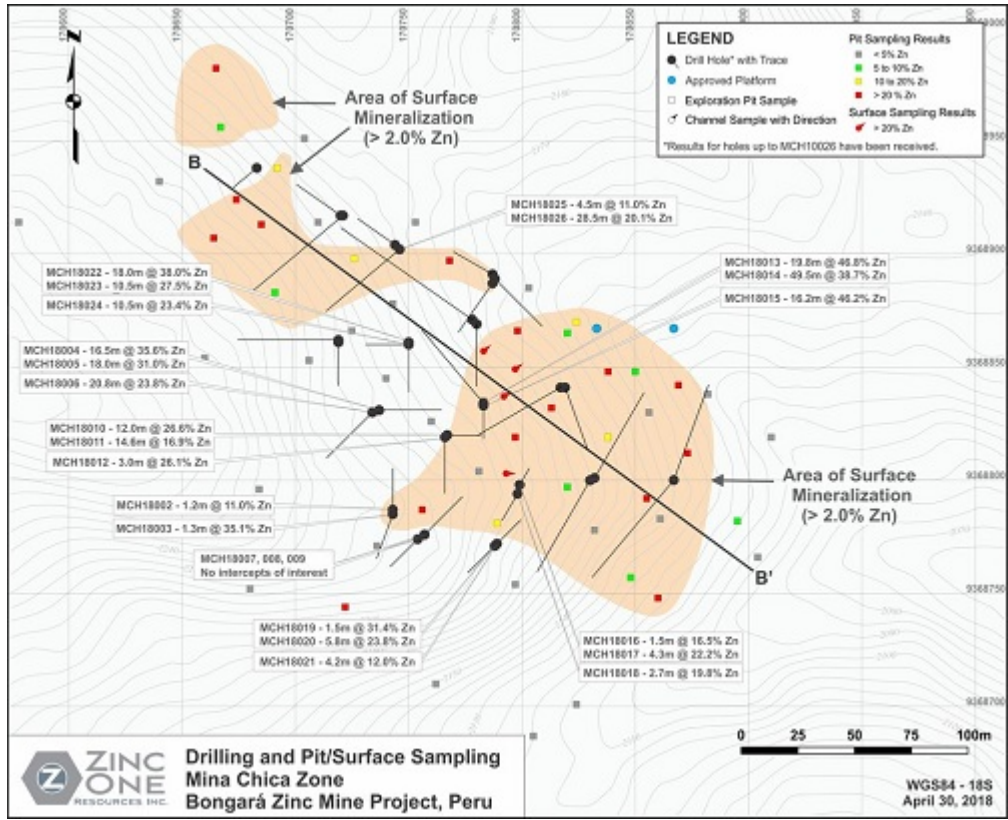 170650
170700
170750
170850
LEGEND
Drill Hole* with Trace
Approved Platform
Exploration Pit Sample
Channel Sample with Direction
Pit Sampling Results
< 5% Zn
5 to 10% Zn
10 to 20% Zn
> 20 % Zn
Surface Sampling Results
> 20% Zn
*Results for holes up to MCH10026 have been received.
Z
Area of Surface
Mineralization
(> 2.0% Zn)
B
MCH18025 - 4.5m @ 11.0% Zn
MCH18026 - 28.5m @ 20.1% Zn
9368900
MCH18013 - 19.8m @ 46.8% Zn
MCH18014 - 49.5m @ 38.7% Zn
MCH18015 - 16.2m @ 46.2% Zn
MCH18022 - 18.0m @ 38.0% Zn
MCH18023 - 10.5m @ 27.5% Zn
MCH18024 - 10.5m @ 23.4% Zn
9368850
MCH18004 - 16.5m @ 35.6% Zn
MCH18005 - 18.0m @ 31.0% Zn
MCH18006 - 20.8m @ 23.8% Zn
MCH18010 - 12.0m @ 26.6% Zn
MCH18011 - 14.6m @ 16.9% Zn
MCH18012 - 3.0m @ 26.1% Zn
9368800
Area of Surface
Mineralization
(> 2.0% Zn)
MCH18002 - 1.2m @ 11.0% Zn
MCH18003 - 1.3m @ 35.1% Zn
MCH18007, 008, 009
No intercepts of interest
B'
9368750
MCH18019 - 1.5m @ 31.4% Zn
MCH18020 - 5.8m @ 23.8% Zn
MCH18021 - 4.2m @ 12.0% Zn
MCH18016 - 1.5m @ 16.5% Zn
MCH18017 - 4.3m @ 22.2% Zn
MCH18018 - 2.7m @ 19.8% Zn
9368700
0 25 50 75 100m
Z
ZINC
ONE
RESOURCES INC.
Drilling and Pit/Surface Sampling
Mina Chica Zone
Bongará Zinc Mine Project, Peru
WGS84 - 18S
April 30, 2018